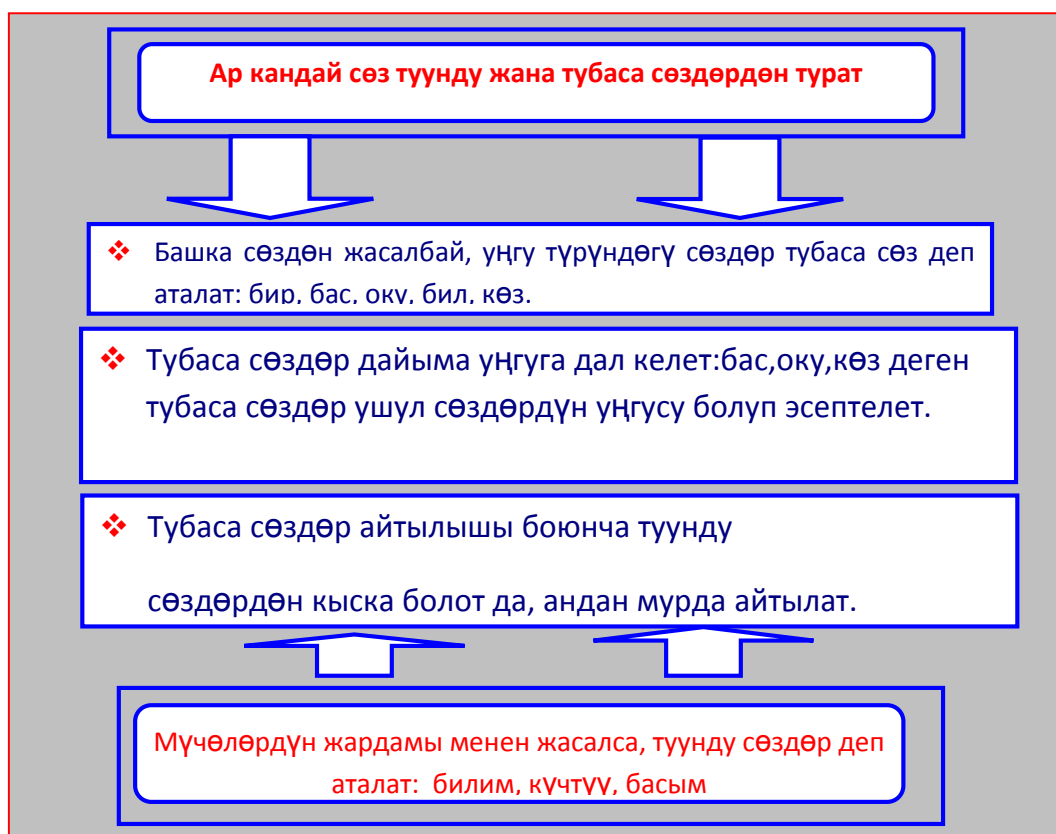 Ар кандай сөз туунду жана тубаса сөздөрдөн турат
❖ Башка сөздөн жасалбай, уңгу түрүндөгү сөздөр тубаса сөз деп
аталат: бир, бас, оку, бил, көз.
❖ Тубаса сөздөр дайыма уңгуга дал келет:бас,оку,көз деген
тубаса сөздөр ушул сөздөрдүн уңгусу болуп эсептелет.
❖ Тубаса сөздөр айтылышы боюнча туунду
сөздөрдөн кыска болот да, андан мурда айтылат.
Мүчөлөрдүн жардамы менен жасалса, туунду сөздөр деп
аталат: билим, күчтүү, басым